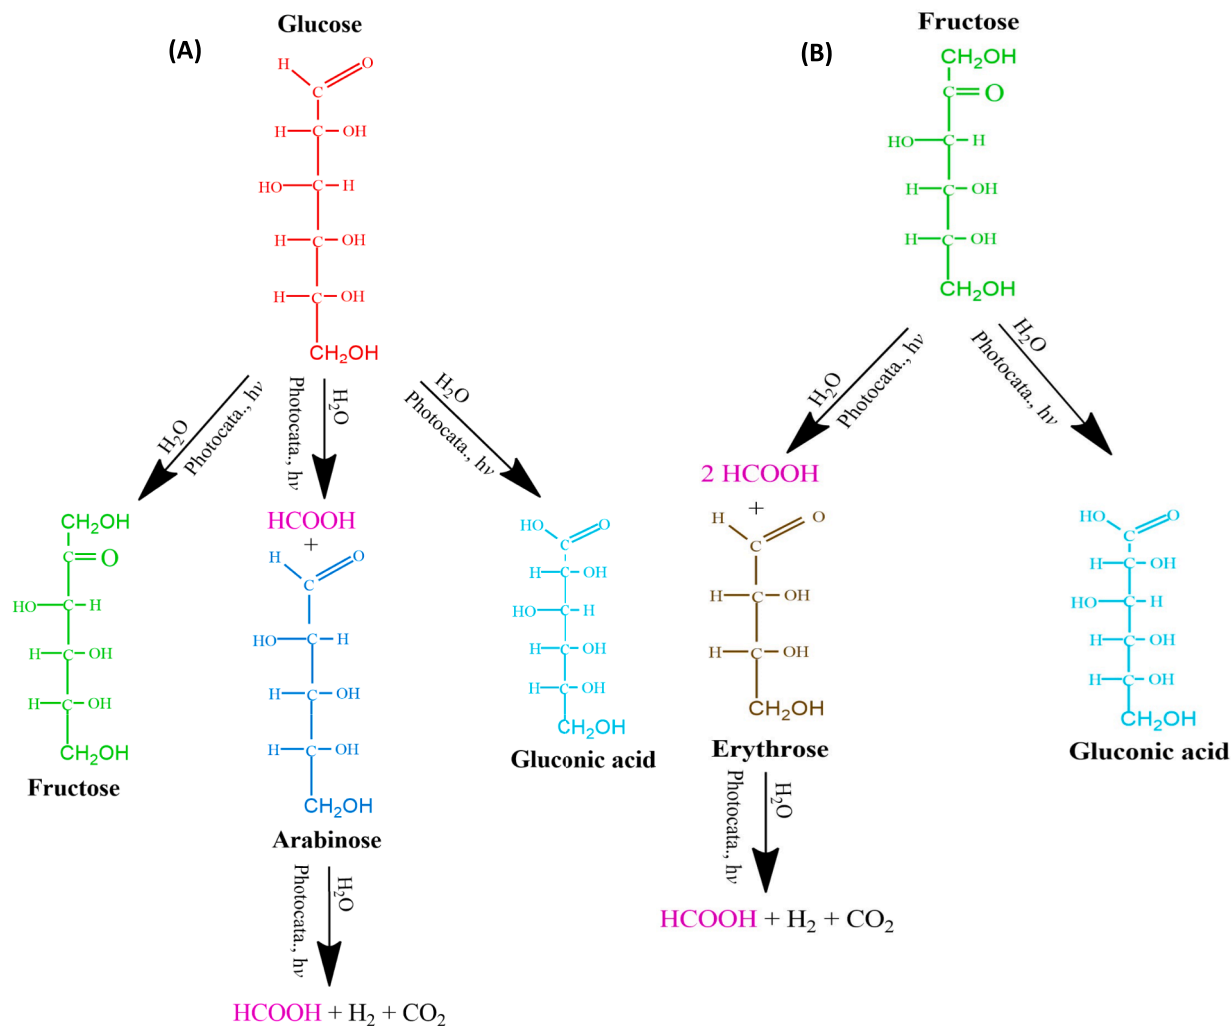 Glucose
(A)
H O
C
H C OH
HO C H
H C OH
H C OH
CH₂OH
H₂O
Photocata., hν
Photocata., hν
H₂O
H₂O
Photocata., hν
CH₂OH
C=O
HO C H
H C OH
H C OH
CH₂OH
Fructose
HCOOH
+
H O
C
HO C H
H C OH
H C OH
CH₂OH
Arabinose
Photocata., hν
H₂O
HCOOH + H₂ + CO₂
HO O
C
H C OH
HO C H
H C OH
H C OH
CH₂OH
Gluconic acid
Fructose
(B)
CH₂OH
C=O
HO C H
H C OH
H C OH
CH₂OH
H₂O
Photocata., hν
H₂O
Photocata., hν
2 HCOOH
+
H O
C
H C OH
H C OH
CH₂OH
Erythrose
Photocata., hν
H₂O
HCOOH + H₂ + CO₂
HO O
C
H C OH
HO C H
H C OH
H C OH
CH₂OH
Gluconic acid